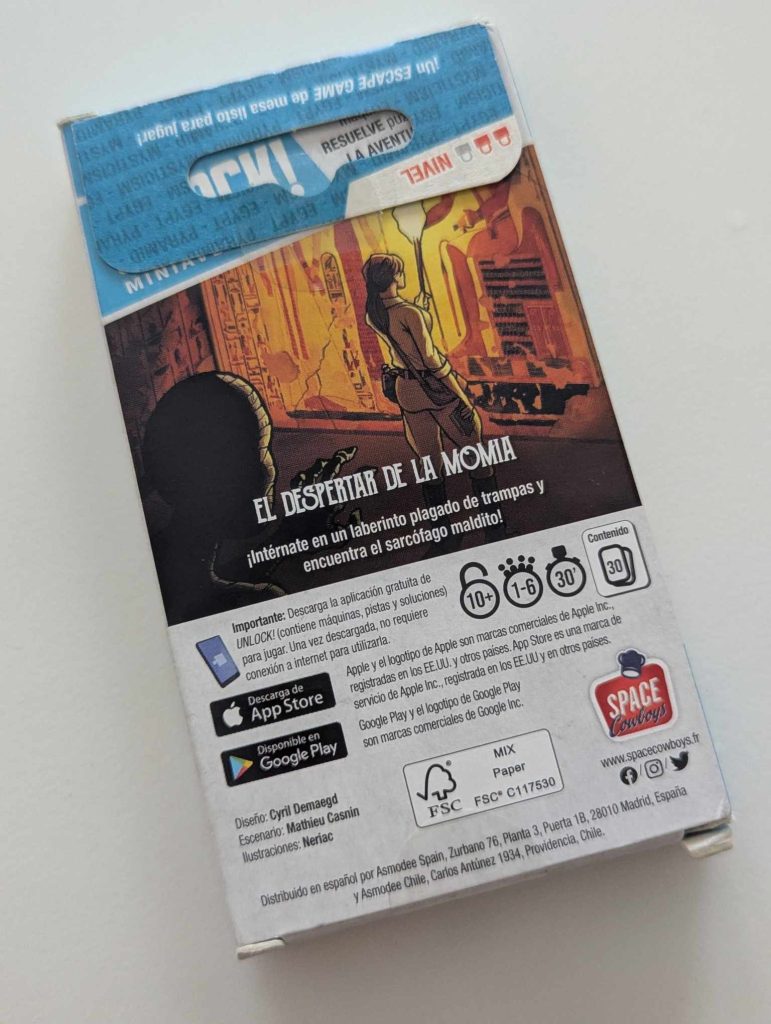 ¡Un ESCAPE GAME de mesa listo para jugar!
RESUELVE
LA AVENTU
NIVEL
EL DESPERTAR DE LA MOMIA
¡Intérnate en un laberinto plagado de trampas y
encuentra el sarcófago maldito!
10+
1-6
30'
Contenido
30
Importante: Descarga la aplicación gratuita de
UNLOCK! (contiene máquinas, pistas y soluciones)
para jugar. Una vez descargada, no requiere
conexión a internet para utilizarla.
Descarga de
App Store
Disponible en
Google Play
Apple y el logotipo de Apple son marcas comerciales de Apple Inc.,
registradas en los EE.UU. y otros países. App Store es una marca de
servicio de Apple Inc., registrada en los EE.UU y en otros países.
Google Play y el logotipo de Google Play
son marcas comerciales de Google Inc.
SPACE
Cowboys
www.spacecowboys.fr
FSC
MIX
Paper
FSC® C117530
Diseño: Cyril Demaegd
Escenario: Mathieu Casnin
Ilustraciones: Neriac
Distribuido en español por Asmodee Spain, Zurbano 76, Planta 3, Puerta 1B, 28010 Madrid, España
y Asmodee Chile, Carlos Antúnez 1934, Providencia, Chile.